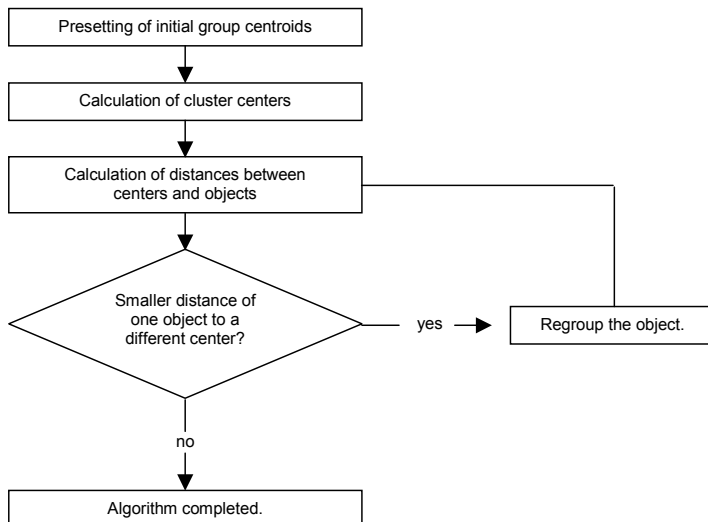 Presetting of initial group centroids
Calculation of cluster centers
Calculation of distances between
centers and objects
Smaller distance of
one object to a
different center?
yes
Regroup the object.
no
Algorithm completed.